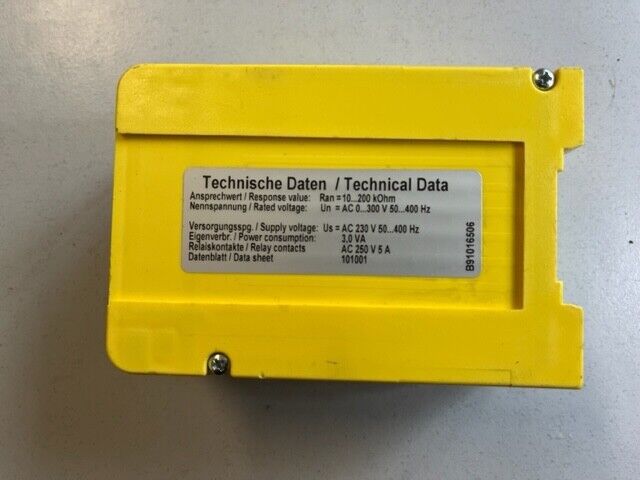 Technische Daten / Technical Data
Ansprechwert / Response value: Ran = 10...200 kOhm
Nennspannung / Rated voltage: Un = AC 0...300 V 50...400 Hz
Versorgungsspg. / Supply voltage: Us = AC 230 V 50...400 Hz
Eigenverbr. / Power consumption: 3,0 VA
Relaiskontakte / Relay contacts AC 250 V 5 A
Datenblatt / Data sheet 101001
B91016506